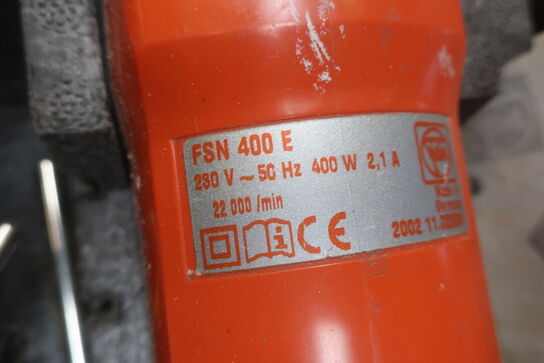 FSN 400 E
230 V ~ 50 Hz 400 W 2,1 A
22 000 /min
i CE
2002 11